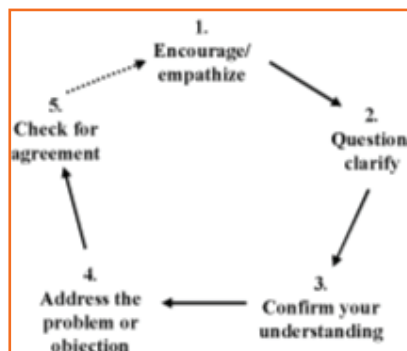 1.
Encourage/
empathize
2.
Question
clarify
3.
Confirm your
understanding
4.
Address the
problem or
objection
5.
Check for
agreement